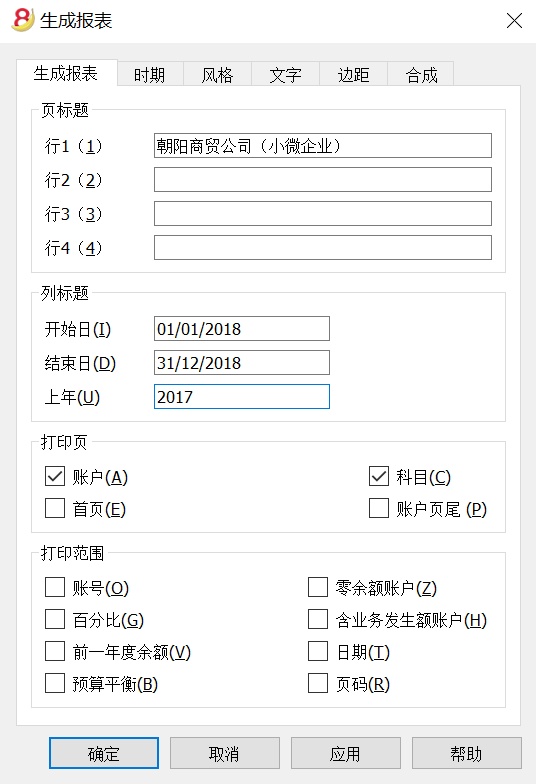 8 生成报表
生成报表 时期 风格 文字 边距 合成
页标题
行1（1） 朝阳商贸公司（小微企业）
行2（2）
行3（3）
行4（4）
列标题
开始日(I) 01/01/2018
结束日(D) 31/12/2018
上年(U) 2017
打印页
账户(A) 科目(C)
首页(E) 账户页尾 (P)
打印范围
账号(O) 零余额账户(Z)
百分比(G) 含业务发生额账户(H)
前一年度余额(V) 日期(T)
预算平衡(B) 页码(R)
确定 取消 应用 帮助